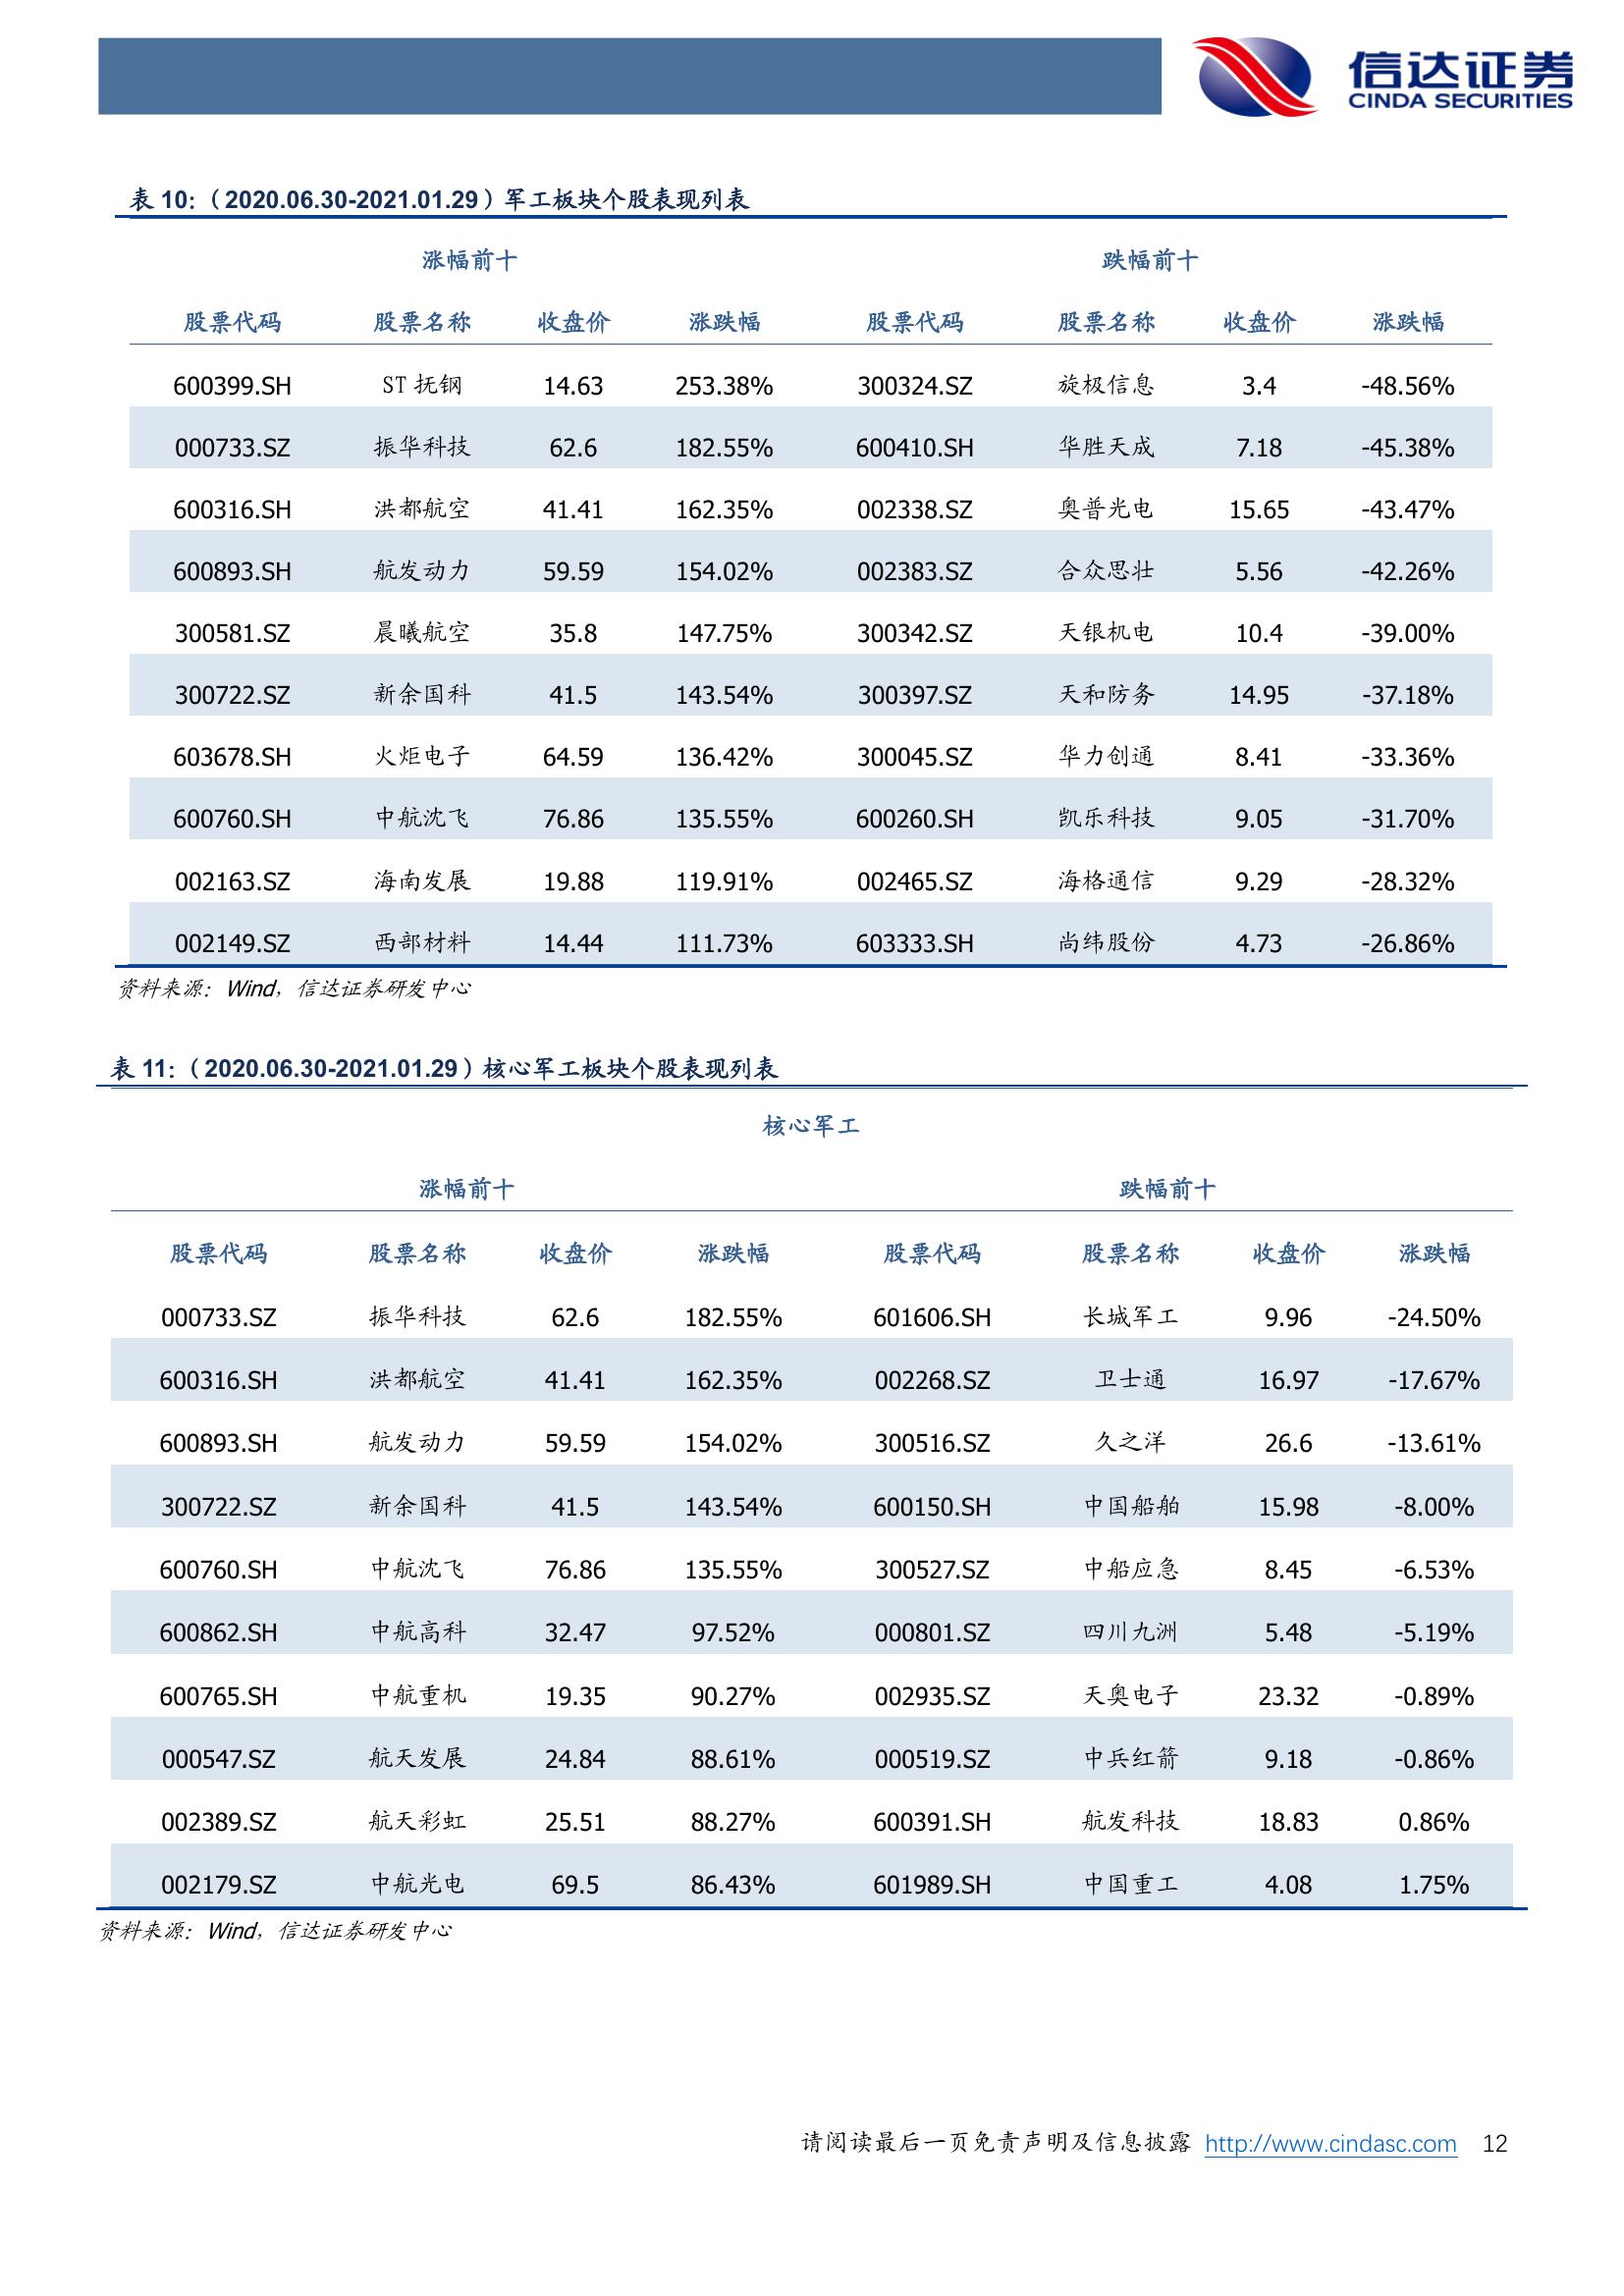 信达证券
CINDA SECURITIES
表 10:（2020.06.30-2021.01.29）军工板块个股表现列表
涨幅前十 跌幅前十
股票代码 股票名称 收盘价 涨跌幅 股票代码 股票名称 收盘价 涨跌幅
600399.SH ST 抚钢 14.63 253.38% 300324.SZ 旋极信息 3.4 -48.56%
000733.SZ 振华科技 62.6 182.55% 600410.SH 华胜天成 7.18 -45.38%
600316.SH 洪都航空 41.41 162.35% 002338.SZ 奥普光电 15.65 -43.47%
600893.SH 航发动力 59.59 154.02% 002383.SZ 合众思壮 5.56 -42.26%
300581.SZ 晨曦航空 35.8 147.75% 300342.SZ 天银机电 10.4 -39.00%
300722.SZ 新余国科 41.5 143.54% 300397.SZ 天和防务 14.95 -37.18%
603678.SH 火炬电子 64.59 136.42% 300045.SZ 华力创通 8.41 -33.36%
600760.SH 中航沈飞 76.86 135.55% 600260.SH 凯乐科技 9.05 -31.70%
002163.SZ 海南发展 19.88 119.91% 002465.SZ 海格通信 9.29 -28.32%
002149.SZ 西部材料 14.44 111.73% 603333.SH 尚纬股份 4.73 -26.86%
资料来源：Wind，信达证券研发中心
表 11:（2020.06.30-2021.01.29）核心军工板块个股表现列表
核心军工
涨幅前十 跌幅前十
股票代码 股票名称 收盘价 涨跌幅 股票代码 股票名称 收盘价 涨跌幅
000733.SZ 振华科技 62.6 182.55% 601606.SH 长城军工 9.96 -24.50%
600316.SH 洪都航空 41.41 162.35% 002268.SZ 卫士通 16.97 -17.67%
600893.SH 航发动力 59.59 154.02% 300516.SZ 久之洋 26.6 -13.61%
300722.SZ 新余国科 41.5 143.54% 600150.SH 中国船舶 15.98 -8.00%
600760.SH 中航沈飞 76.86 135.55% 300527.SZ 中船应急 8.45 -6.53%
600862.SH 中航高科 32.47 97.52% 000801.SZ 四川九洲 5.48 -5.19%
600765.SH 中航重机 19.35 90.27% 002935.SZ 天奥电子 23.32 -0.89%
000547.SZ 航天发展 24.84 88.61% 000519.SZ 中兵红箭 9.18 -0.86%
002389.SZ 航天彩虹 25.51 88.27% 600391.SH 航发科技 18.83 0.86%
002179.SZ 中航光电 69.5 86.43% 601989.SH 中国重工 4.08 1.75%
资料来源：Wind，信达证券研发中心
请阅读最后一页免责声明及信息披露 http://www.cindasc.com 12